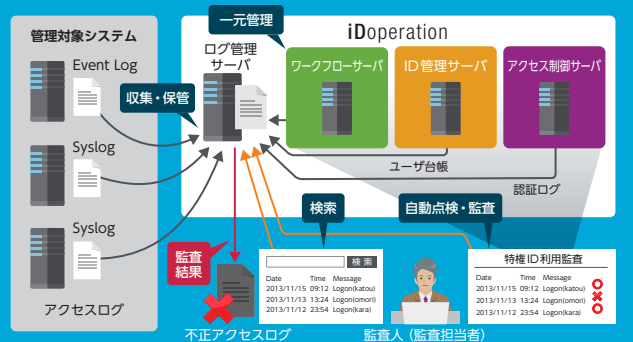 管理対象システム
Event Log
Syslog
Syslog
アクセスログ
収集・保管
一元管理
iDoperation
ログ管理
サーバ
ワークフローサーバ
ID管理サーバ
アクセス制御サーバ
ユーザ台帳
認証ログ
検索
自動点検・監査
監査
結果
不正アクセスログ
検 索
Date Time Message
2013/11/15 09:12 Logon(katou)
2013/11/13 13:24 Logon(omori)
2013/11/12 23:54 Logon(kara)
監査人(監査担当者)
特権ID利用監査
Date Time Message
2013/11/15 09:12 Logon(katou)
2013/11/13 13:24 Logon(omori)
2013/11/12 23:54 Logon(kara)